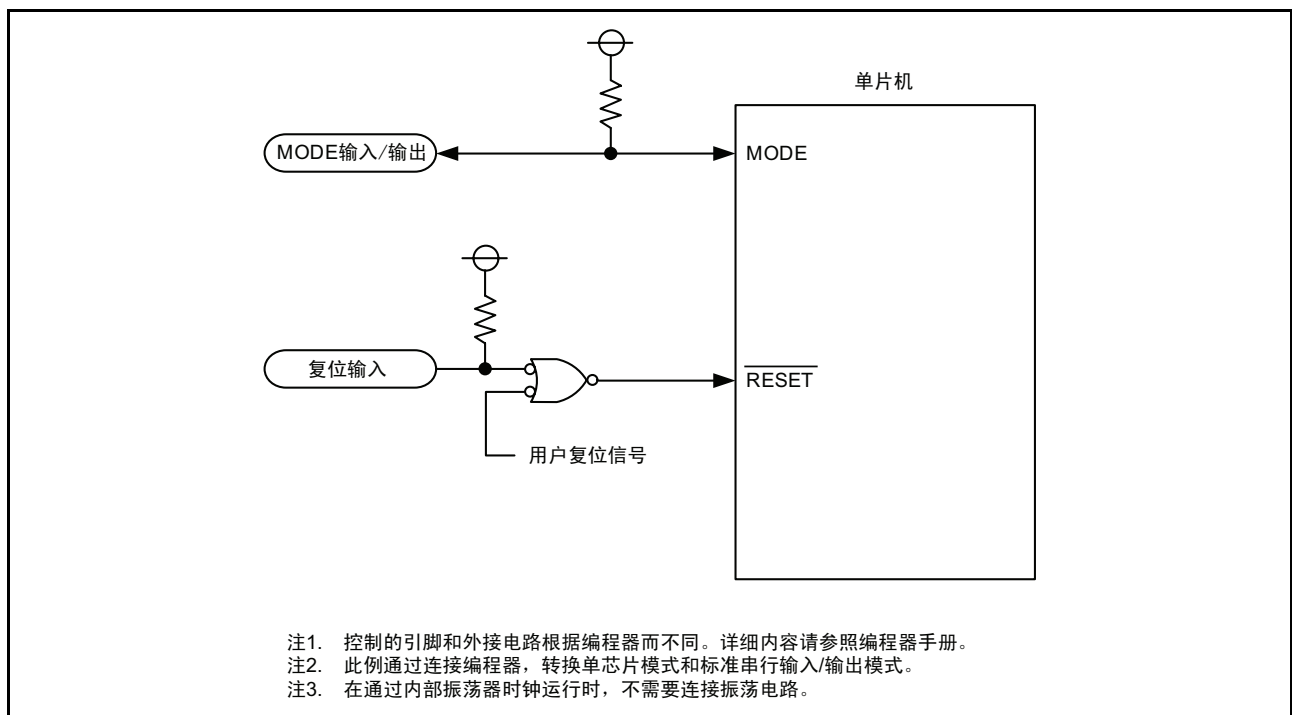 单片机
MODE输入/输出
MODE
复位输入
RESET
用户复位信号
注1. 控制的引脚和外接电路根据编程器而不同。详细内容请参照编程器手册。
注2. 此例通过连接编程器，转换单芯片模式和标准串行输入/输出模式。
注3. 在通过内部振荡器时钟运行时，不需要连接振荡电路。